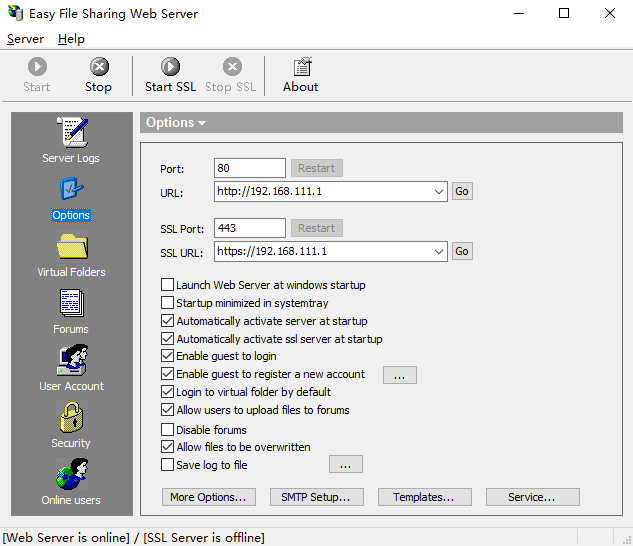 Easy File Sharing Web Server
Server Help
Start Stop Start SSL Stop SSL About
Server Logs
Options
Virtual Folders
Forums
User Account
Security
Online users
Options
Port: 80 Restart
URL: http://192.168.111.1 Go
SSL Port: 443 Restart
SSL URL: https://192.168.111.1 Go
Launch Web Server at windows startup
Startup minimized in systemtray
Automatically activate server at startup
Automatically activate ssl server at startup
Enable guest to login
Enable guest to register a new account ...
Login to virtual folder by default
Allow users to upload files to forums
Disable forums
Allow files to be overwritten
Save log to file ...
More Options... SMTP Setup... Templates... Service...
[Web Server is online] / [SSL Server is offline]